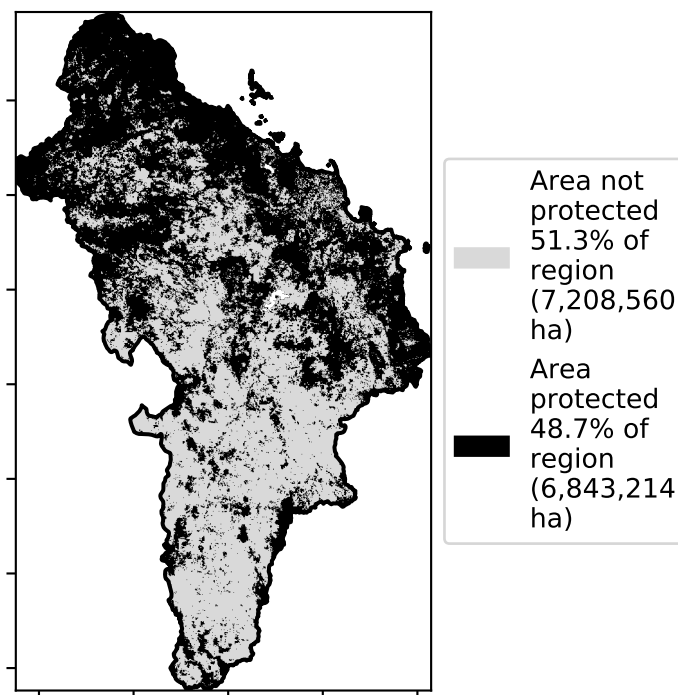 Area not
protected
51.3% of
region
(7,208,560
ha)
Area
protected
48.7% of
region
(6,843,214
ha)